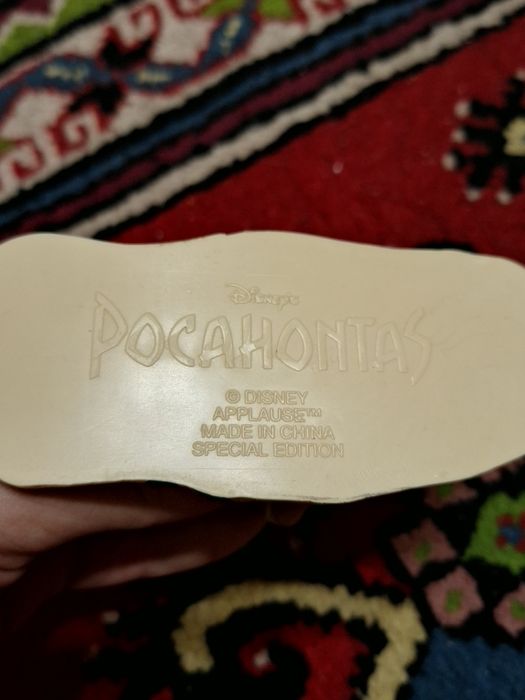 Disney's
POCAHONTAS
© DISNEY
APPLAUSE™
MADE IN CHINA
SPECIAL EDITION